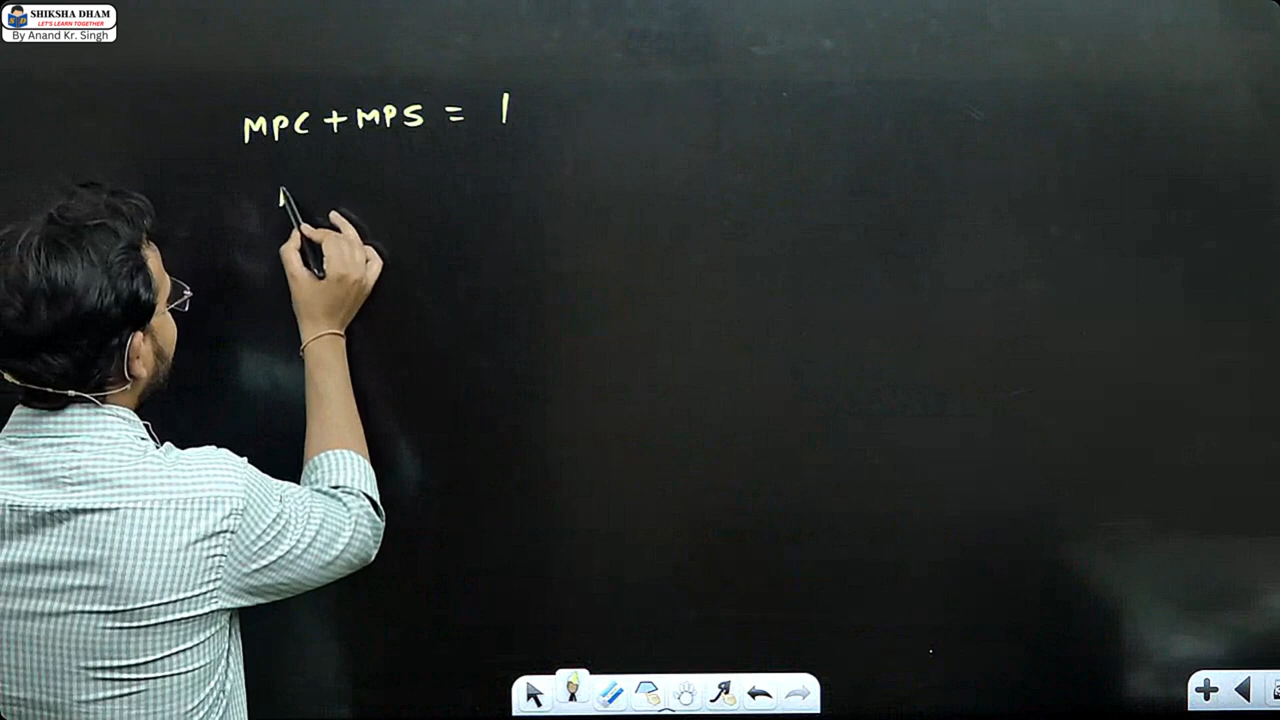 SHIKSHA DHAM
LET'S LEARN TOGETHER
By Anand Kr. Singh
MPC + MPS = 1